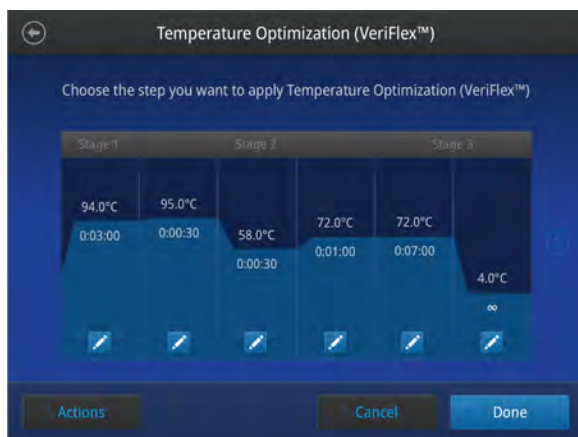 Temperature Optimization (VeriFlex™)
Choose the step you want to apply Temperature Optimization (VeriFlex™)
Stage 1 Stage 2 Stage 3
94.0°C 95.0°C 58.0°C 72.0°C 72.0°C 4.0°C
0:03:00 0:00:30 0:00:30 0:01:00 0:07:00 ∞
Actions Cancel Done